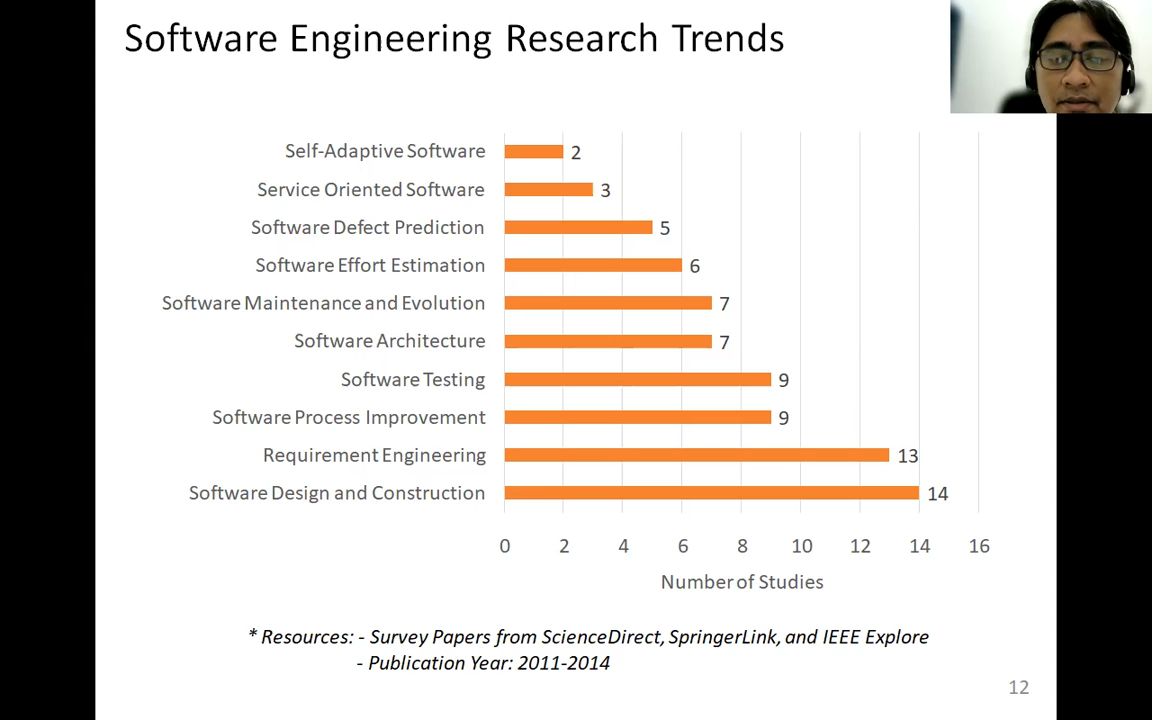 Software Engineering Research Trends
Self-Adaptive Software 2
Service Oriented Software 3
Software Defect Prediction 5
Software Effort Estimation 6
Software Maintenance and Evolution 7
Software Architecture 7
Software Testing 9
Software Process Improvement 9
Requirement Engineering 13
Software Design and Construction 14
0 2 4 6 8 10 12 14 16
Number of Studies
* Resources: - Survey Papers from ScienceDirect, SpringerLink, and IEEE Explore
- Publication Year: 2011-2014
12